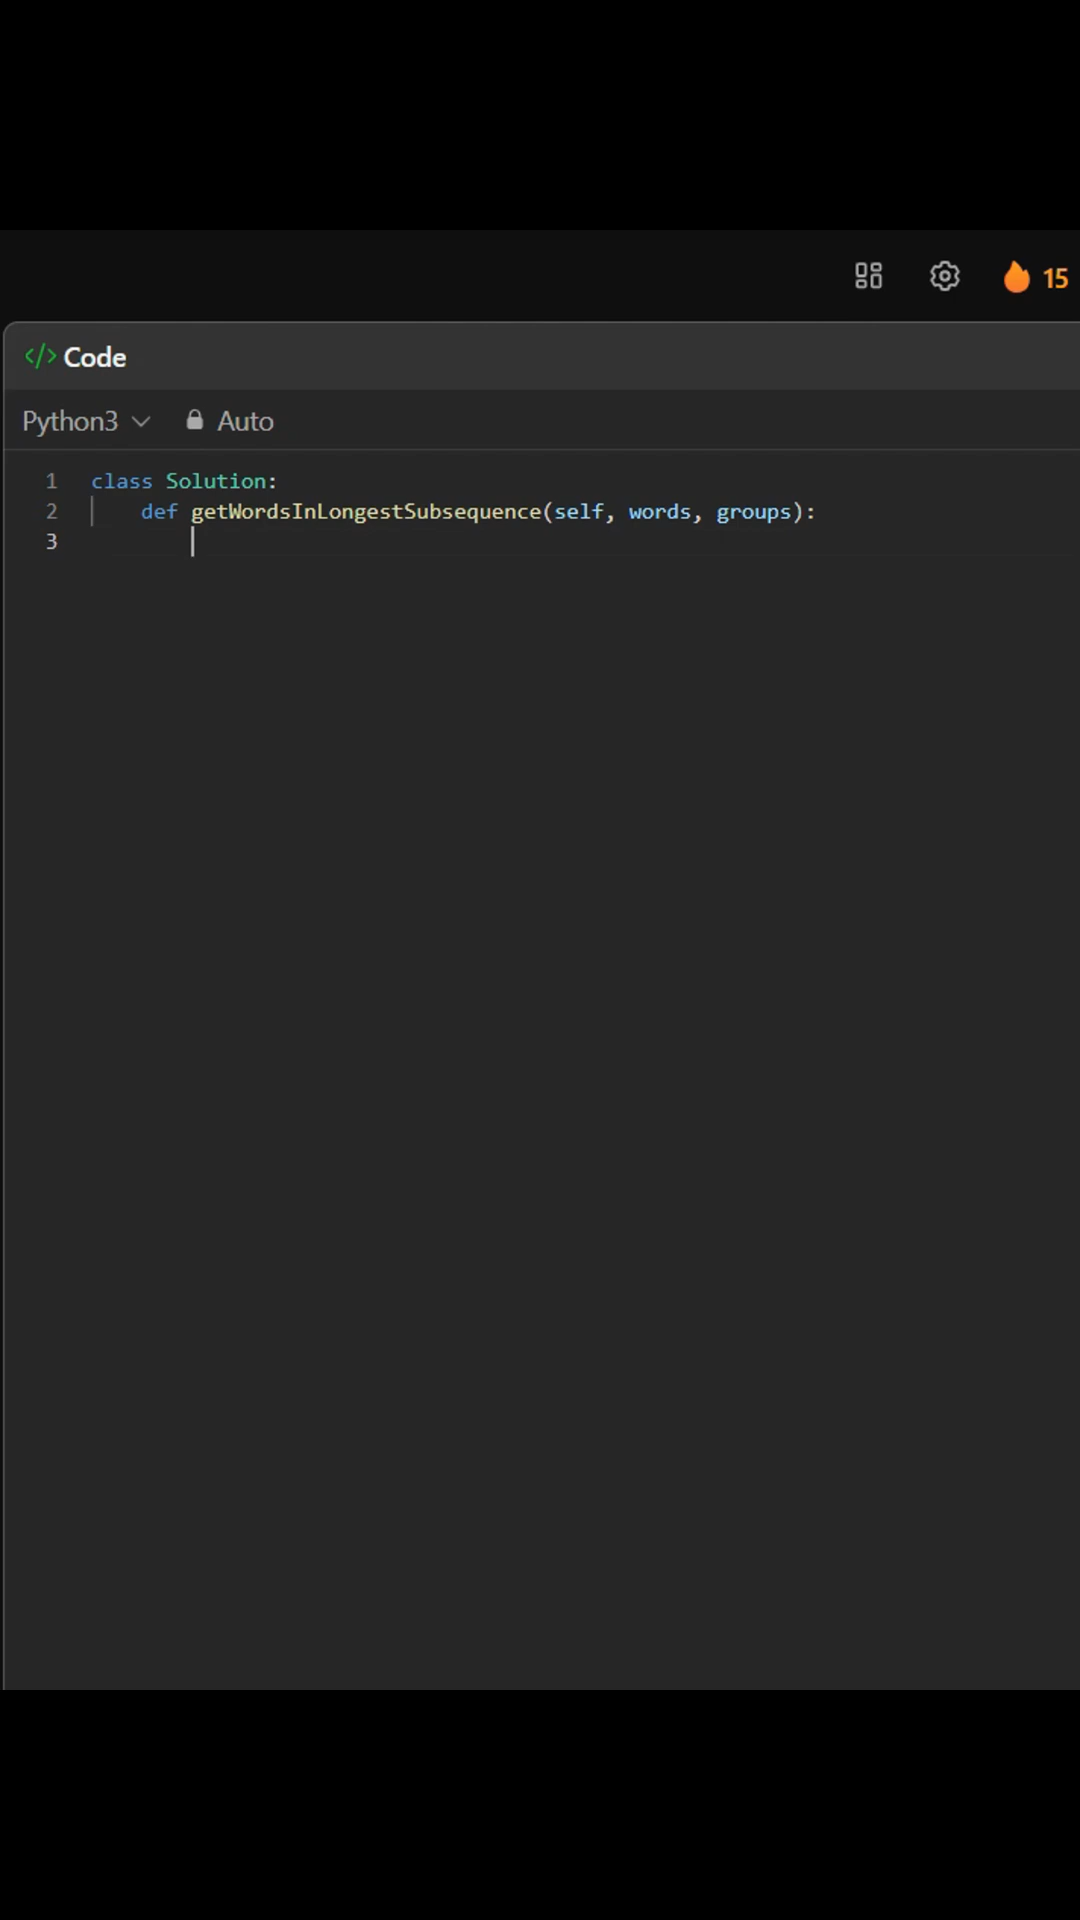 15
</> Code
Python3 Auto
1 class Solution:
2 def getWordsInLongestSubsequence(self, words, groups):
3